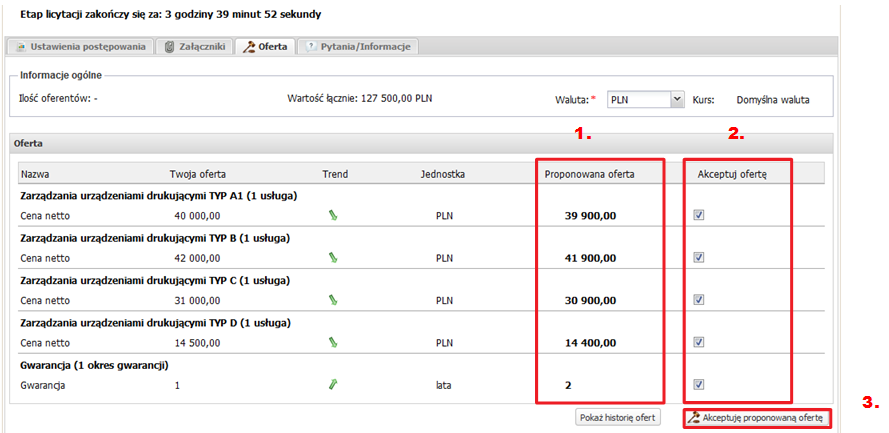 Etap licytacji zakończy się za: 3 godziny 39 minut 52 sekundy
Ustawienia postępowania Załączniki Oferta Pytania/Informacje
Informacje ogólne
Ilość oferentów: - Wartość łącznie: 127 500,00 PLN Waluta: * PLN Kurs: Domyślna waluta
1. 2.
Oferta
Nazwa Twoja oferta Trend Jednostka Proponowana oferta Akceptuj ofertę
Zarządzania urządzeniami drukującymi TYP A1 (1 usługa)
Cena netto 40 000,00 PLN 39 900,00
Zarządzania urządzeniami drukującymi TYP B (1 usługa)
Cena netto 42 000,00 PLN 41 900,00
Zarządzania urządzeniami drukującymi TYP C (1 usługa)
Cena netto 31 000,00 PLN 30 900,00
Zarządzania urządzeniami drukującymi TYP D (1 usługa)
Cena netto 14 500,00 PLN 14 400,00
Gwarancja (1 okres gwarancji)
Gwarancja 1 lata 2
3.
Pokaż historię ofert Akceptuję proponowaną ofertę